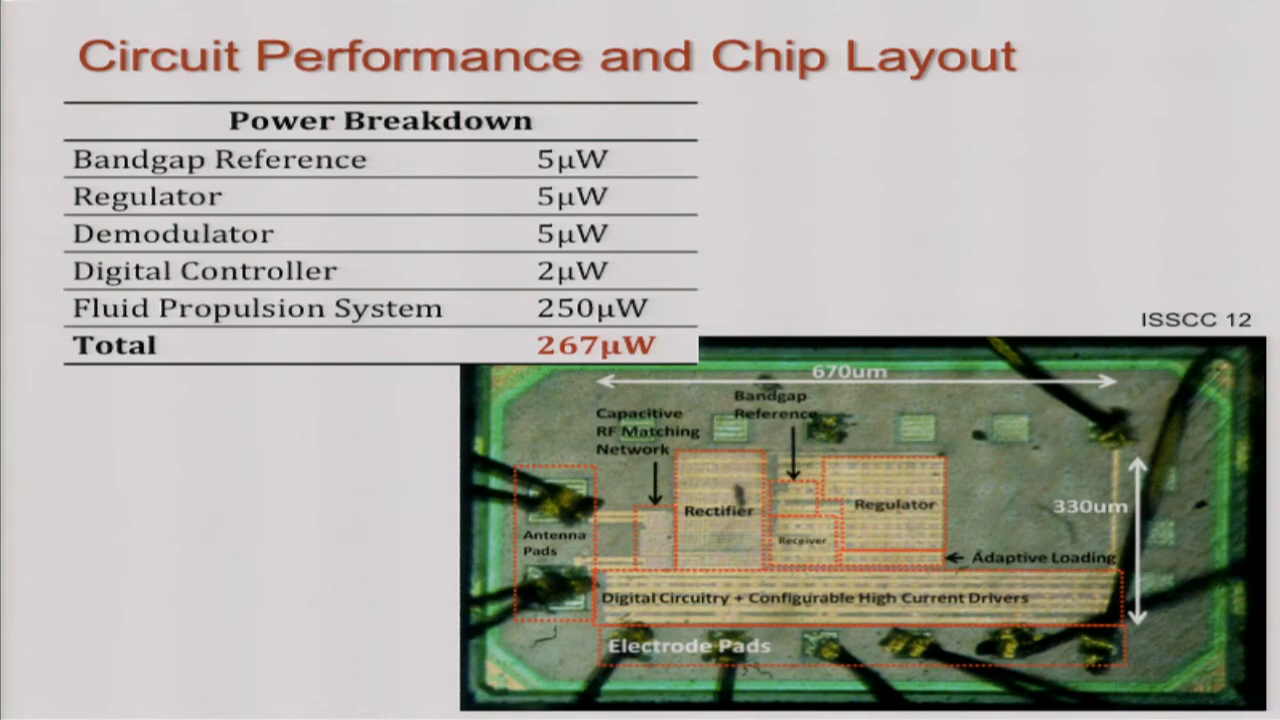 Circuit Performance and Chip Layout
Power Breakdown
Bandgap Reference 5µW
Regulator 5µW
Demodulator 5µW
Digital Controller 2µW
Fluid Propulsion System 250µW
Total 267µW
ISSCC 12
670um
Bandgap
Reference
Capacitive
RF Matching
Network
Rectifier
Regulator
330um
Antenna
Pads
Receiver
Adaptive Loading
Digital Circuitry + Configurable High Current Drivers
Electrode Pads